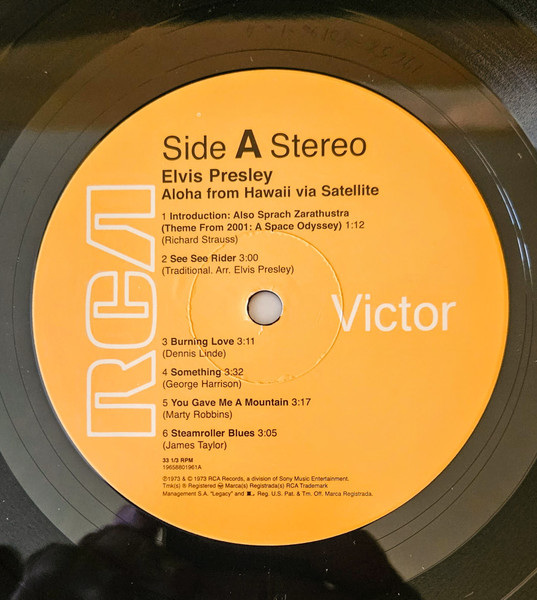 Side A Stereo
Elvis Presley
Aloha from Hawaii via Satellite
1 Introduction: Also Sprach Zarathustra
(Theme From 2001: A Space Odyssey) 1:12
(Richard Strauss)
2 See See Rider 3:00
(Traditional. Arr. Elvis Presley)
RCA
Victor
3 Burning Love 3:11
(Dennis Linde)
4 Something 3:32
(George Harrison)
5 You Gave Me A Mountain 3:17
(Marty Robbins)
6 Steamroller Blues 3:05
(James Taylor)
33 1/3 RPM
19658801961A
℗1973 & © 1973 RCA Records, a division of Sony Music Entertainment.
Tmk(s) ® Registered Marca(s) Registrada(s) RCA Trademark
Management S.A. "Legacy" and Reg. U.S. Pat. & Tm. Off. Marca Registrada.